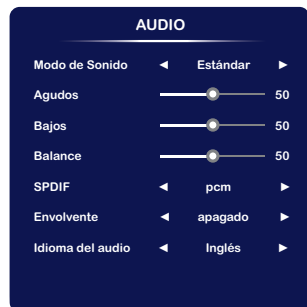 AUDIO
Modo de Sonido ◄ Estándar ►
Agudos 50
Bajos 50
Balance 50
SPDIF ◄ pcm ►
Envolvente ◄ apagado ►
Idioma del audio ◄ Inglés ►